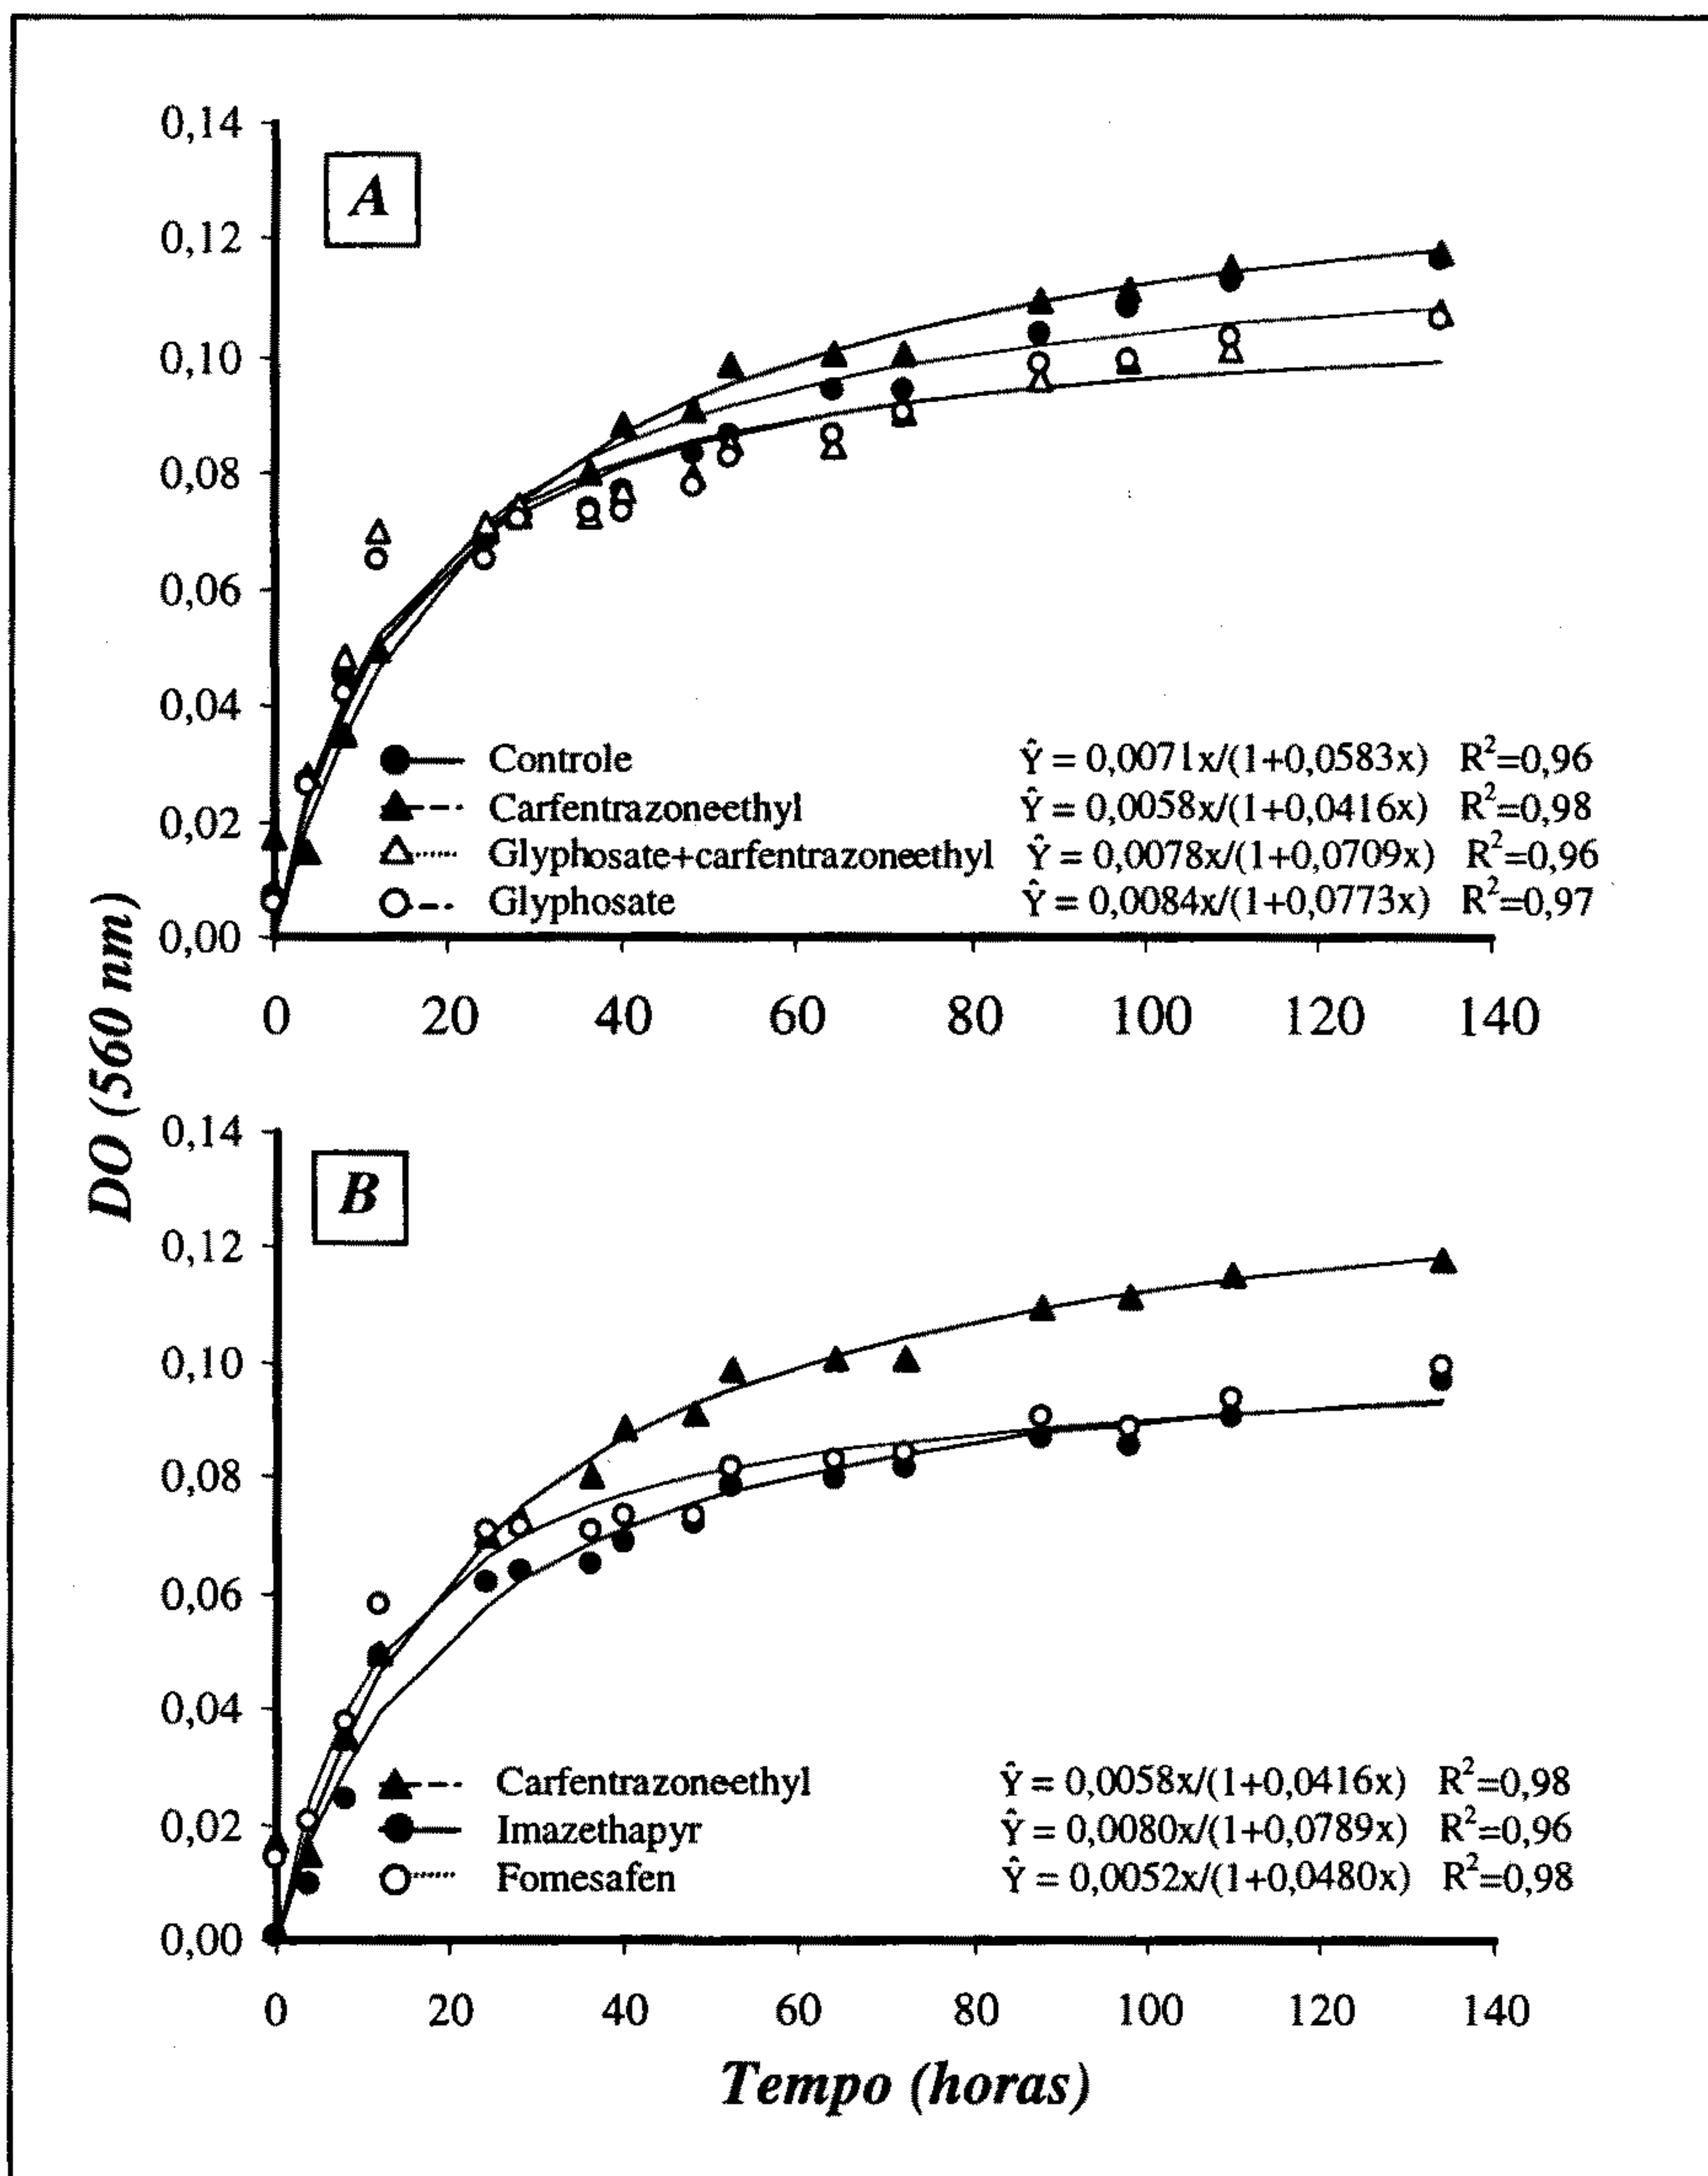 0,14
A
0,12
0,10
0,08
0,06
0,04
Controle Ŷ = 0,0071x/(1+0,0583x) R²=0,96
Carfentrazoneethyl Ŷ = 0,0058x/(1+0,0416x) R²=0,98
0,02
Glyphosate+carfentrazoneethyl Ŷ = 0,0078x/(1+0,0709x) R²=0,96
Glyphosate Ŷ = 0,0084x/(1+0,0773x) R²=0,97
0,00
0 20 40 60 80 100 120 140
DO (560 nm)
0,14
B
0,12
0,10
0,08
0,06
0,04
Carfentrazoneethyl Ŷ = 0,0058x/(1+0,0416x) R²=0,98
0,02
Imazethapyr Ŷ = 0,0080x/(1+0,0789x) R²=0,96
Fomesafen Ŷ = 0,0052x/(1+0,0480x) R²=0,98
0,00
0 20 40 60 80 100 120 140
Tempo (horas)